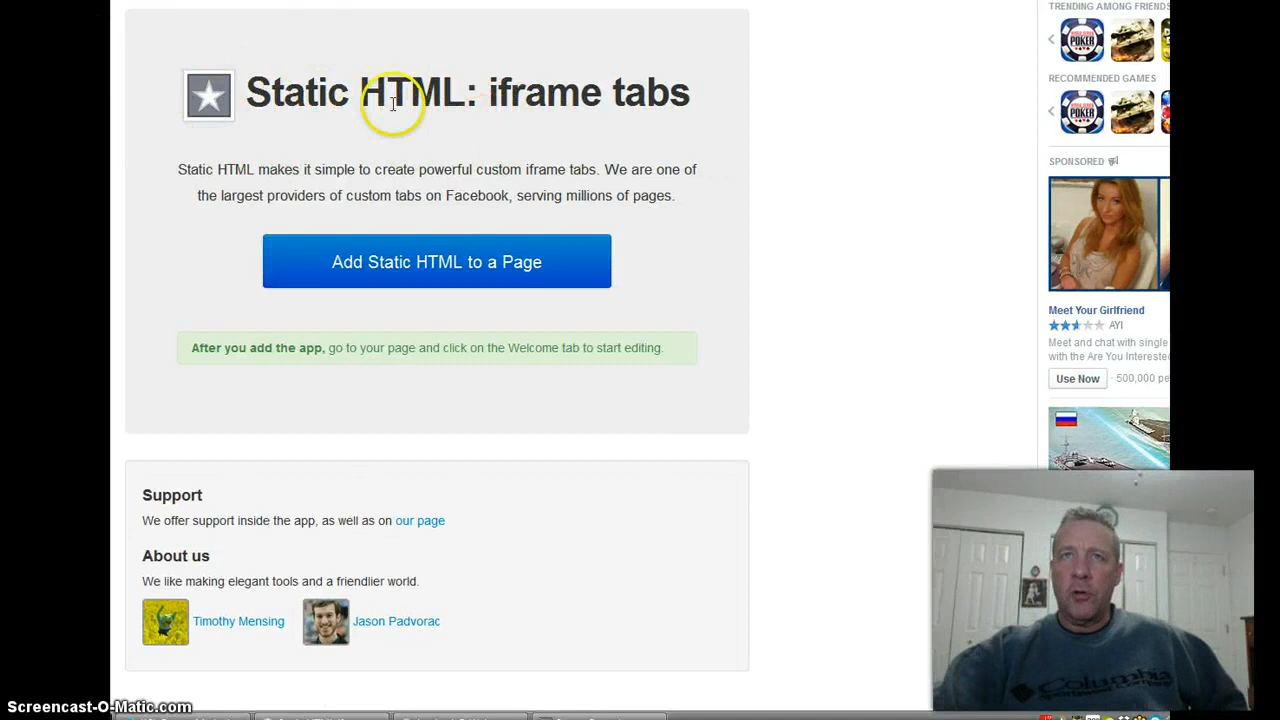 TRENDING AMONG FRIENDS
POKER
RECOMMENDED GAMES
POKER
Static HTML: iframe tabs
Static HTML makes it simple to create powerful custom iframe tabs. We are one of
the largest providers of custom tabs on Facebook, serving millions of pages.
Add Static HTML to a Page
After you add the app, go to your page and click on the Welcome tab to start editing.
SPONSORED
Meet Your Girlfriend
AYI
Meet and chat with single
with the Are You Interested
Use Now · 500,000 pe
Support
We offer support inside the app, as well as on our page
About us
We like making elegant tools and a friendlier world.
Timothy Mensing
Jason Padvorac
Columbia
Screencast-O-Matic.com